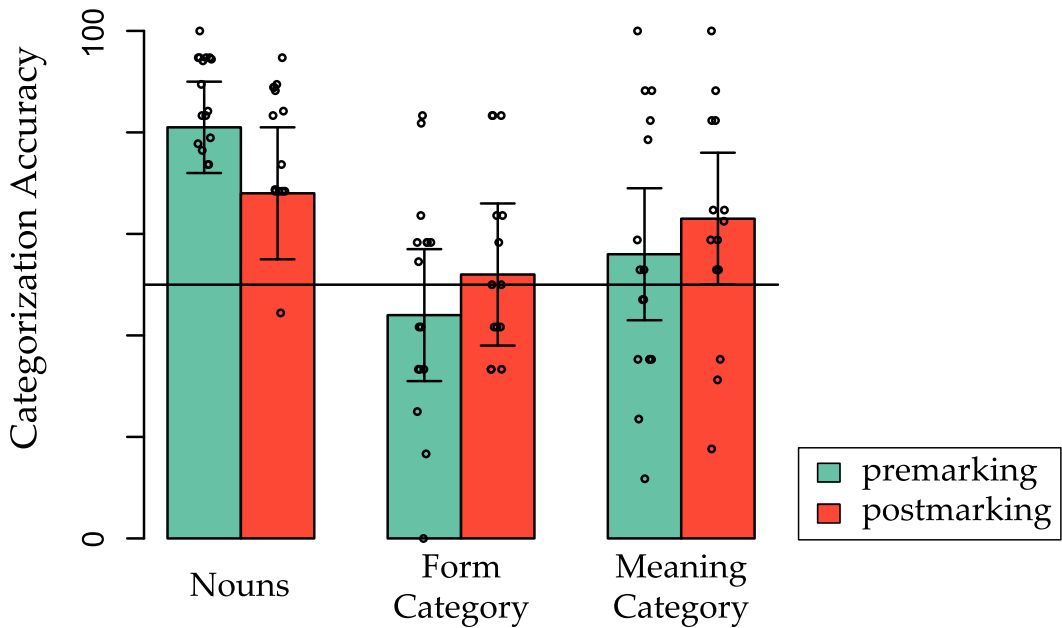 Categorization Accuracy
100
0
Nouns
Form
Category
Meaning
Category
premarking
postmarking